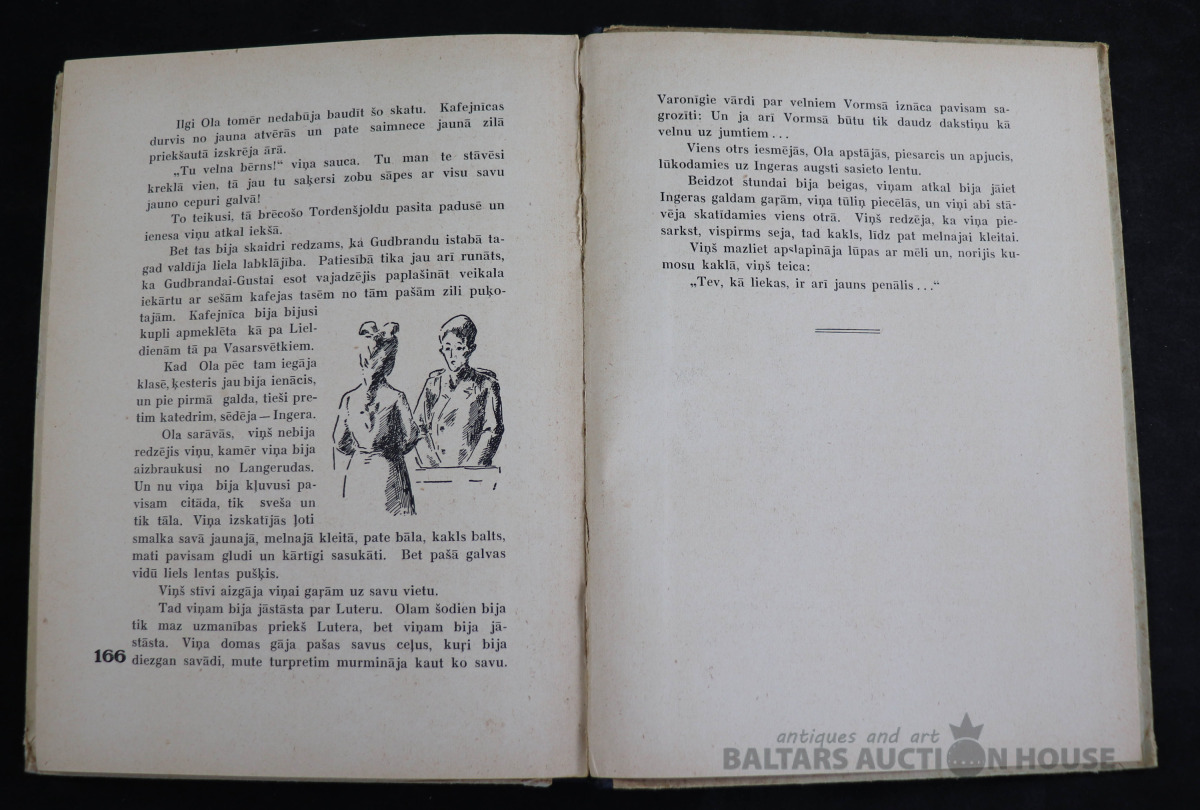 Ilgi Ola tomēr nedabūja baudīt šo skatu. Kafejnīcas
durvis no jauna atvērās un pate saimnece jaunā zilā
priekšautā izskrēja ārā.
„Tu velna bērns!“ viņa sauca. Tu man te stāvēsi
kreklā vien, tā jau tu saķersi zobu sāpes ar visu savu
jauno cepuri galvā!
To teikusi, tā brēcošo Tordenšjoldu pasita padusē un
ienesa viņu atkal iekšā.
Bet tas bija skaidri redzams, ka Gudbrandu istabā ta-
gad valdīja liela labklājība. Patiesībā tika jau arī runāts,
ka Gudbrandai-Gustai esot vajadzējis paplašināt veikala
iekārtu ar sešām kafejas tasēm no tām pašām zili puķo-
tajām. Kafejnīca bija bijusi
kupli apmeklēta kā pa Liel-
dienām tā pa Vasarsvētkiem.
Kad Ola pēc tam iegāja
klasē, ķesteris jau bija ienācis,
un pie pirmā galda, tieši pre-
tim katedrim, sēdēja — Ingera.
Ola sarāvās, viņš nebija
redzējis viņu, kamēr viņa bija
aizbraukusi no Langerudas.
Un nu viņa bija kļuvusi pa-
visam citāda, tik sveša un
tik tāla. Viņa izskatījās ļoti
smalka savā jaunajā, melnajā kleitā, pate bāla, kakls balts,
mati pavisam gludi un kārtīgi sasukāti. Bet pašā galvas
vidū liels lentas pušķis.
Viņš stīvi aizgāja viņai gaŗām uz savu vietu.
Tad viņam bija jāstāsta par Luteru. Olam šodien bija
tik maz uzmanības priekš Lutera, bet viņam bija jā-
stāsta. Viņa domas gāja pašas savus ceļus, kuŗi bija
diezgan savādi, mute turpretim murmināja kaut ko savu.
166
Varonīgie vārdi par velniem Vormsā iznāca pavisam sa-
grozīti: Un ja arī Vormsā būtu tik daudz dakstiņu kā
velnu uz jumtiem...
Viens otrs iesmējās, Ola apstājās, piesarcis un apjucis,
lūkodamies uz Ingeras augsti sasieto lentu.
Beidzot stundai bija beigas, viņam atkal bija jāiet
Ingeras galdam gaŗām, viņa tūliņ piecēlās, un viņi abi stā-
vēja skatīdamies viens otrā. Viņš redzēja, ka viņa pie-
sarkst, vispirms seja, tad kakls, līdz pat melnajai kleitai.
Viņš mazliet apslapināja lūpas ar mēli un, norijis ku-
mosu kaklā, viņš teica:
„Tev, kā liekas, ir arī jauns penālis...“
antiques and art
BALTARS AUCTION HOUSE